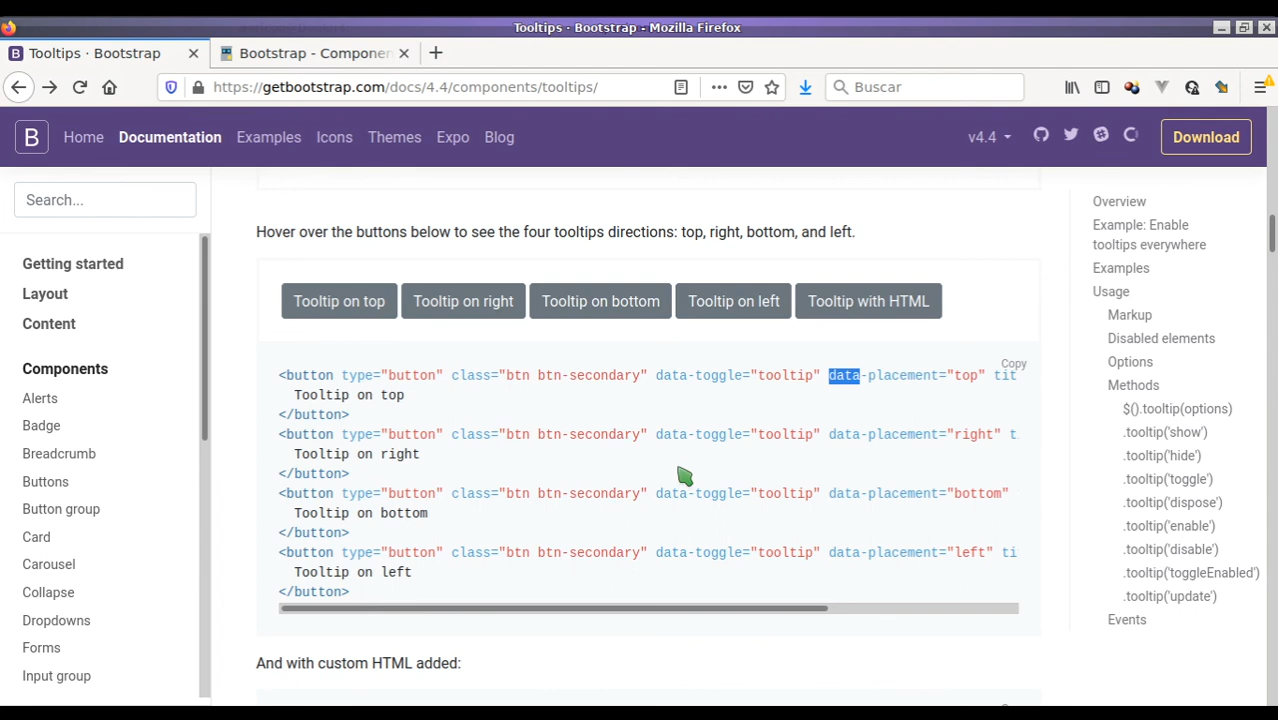 Tooltips · Bootstrap - Mozilla Firefox
Tooltips · Bootstrap
Bootstrap - Componen
https://getbootstrap.com/docs/4.4/components/tooltips/
Buscar
B Home Documentation Examples Icons Themes Expo Blog v4.4 Download
Search...
Getting started
Layout
Content
Components
Alerts
Badge
Breadcrumb
Buttons
Button group
Card
Carousel
Collapse
Dropdowns
Forms
Input group
Hover over the buttons below to see the four tooltips directions: top, right, bottom, and left.
Tooltip on top Tooltip on right Tooltip on bottom Tooltip on left Tooltip with HTML
Copy
<button type="button" class="btn btn-secondary" data-toggle="tooltip" data-placement="top" tit
Tooltip on top
</button>
<button type="button" class="btn btn-secondary" data-toggle="tooltip" data-placement="right" t
Tooltip on right
</button>
<button type="button" class="btn btn-secondary" data-toggle="tooltip" data-placement="bottom"
Tooltip on bottom
</button>
<button type="button" class="btn btn-secondary" data-toggle="tooltip" data-placement="left" ti
Tooltip on left
</button>
And with custom HTML added:
Overview
Example: Enable
tooltips everywhere
Examples
Usage
Markup
Disabled elements
Options
Methods
$().tooltip(options)
.tooltip('show')
.tooltip('hide')
.tooltip('toggle')
.tooltip('dispose')
.tooltip('enable')
.tooltip('disable')
.tooltip('toggleEnabled')
.tooltip('update')
Events